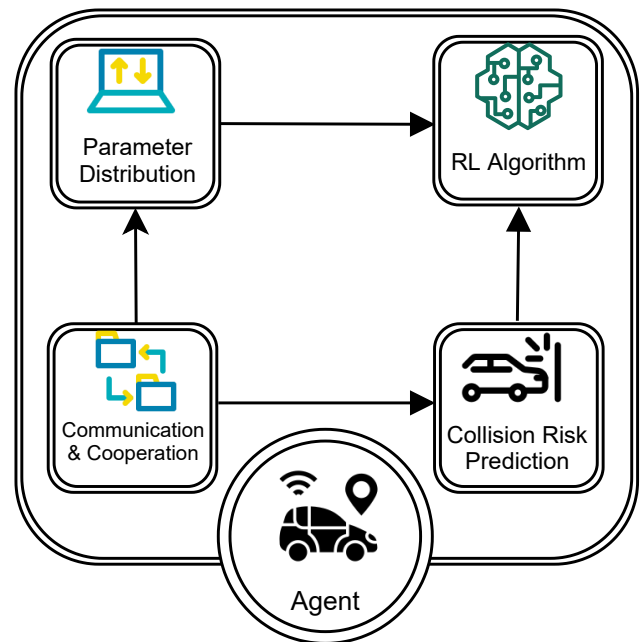 Parameter
Distribution
RL Algorithm
Communication
& Cooperation
Collision Risk
Prediction
Agent